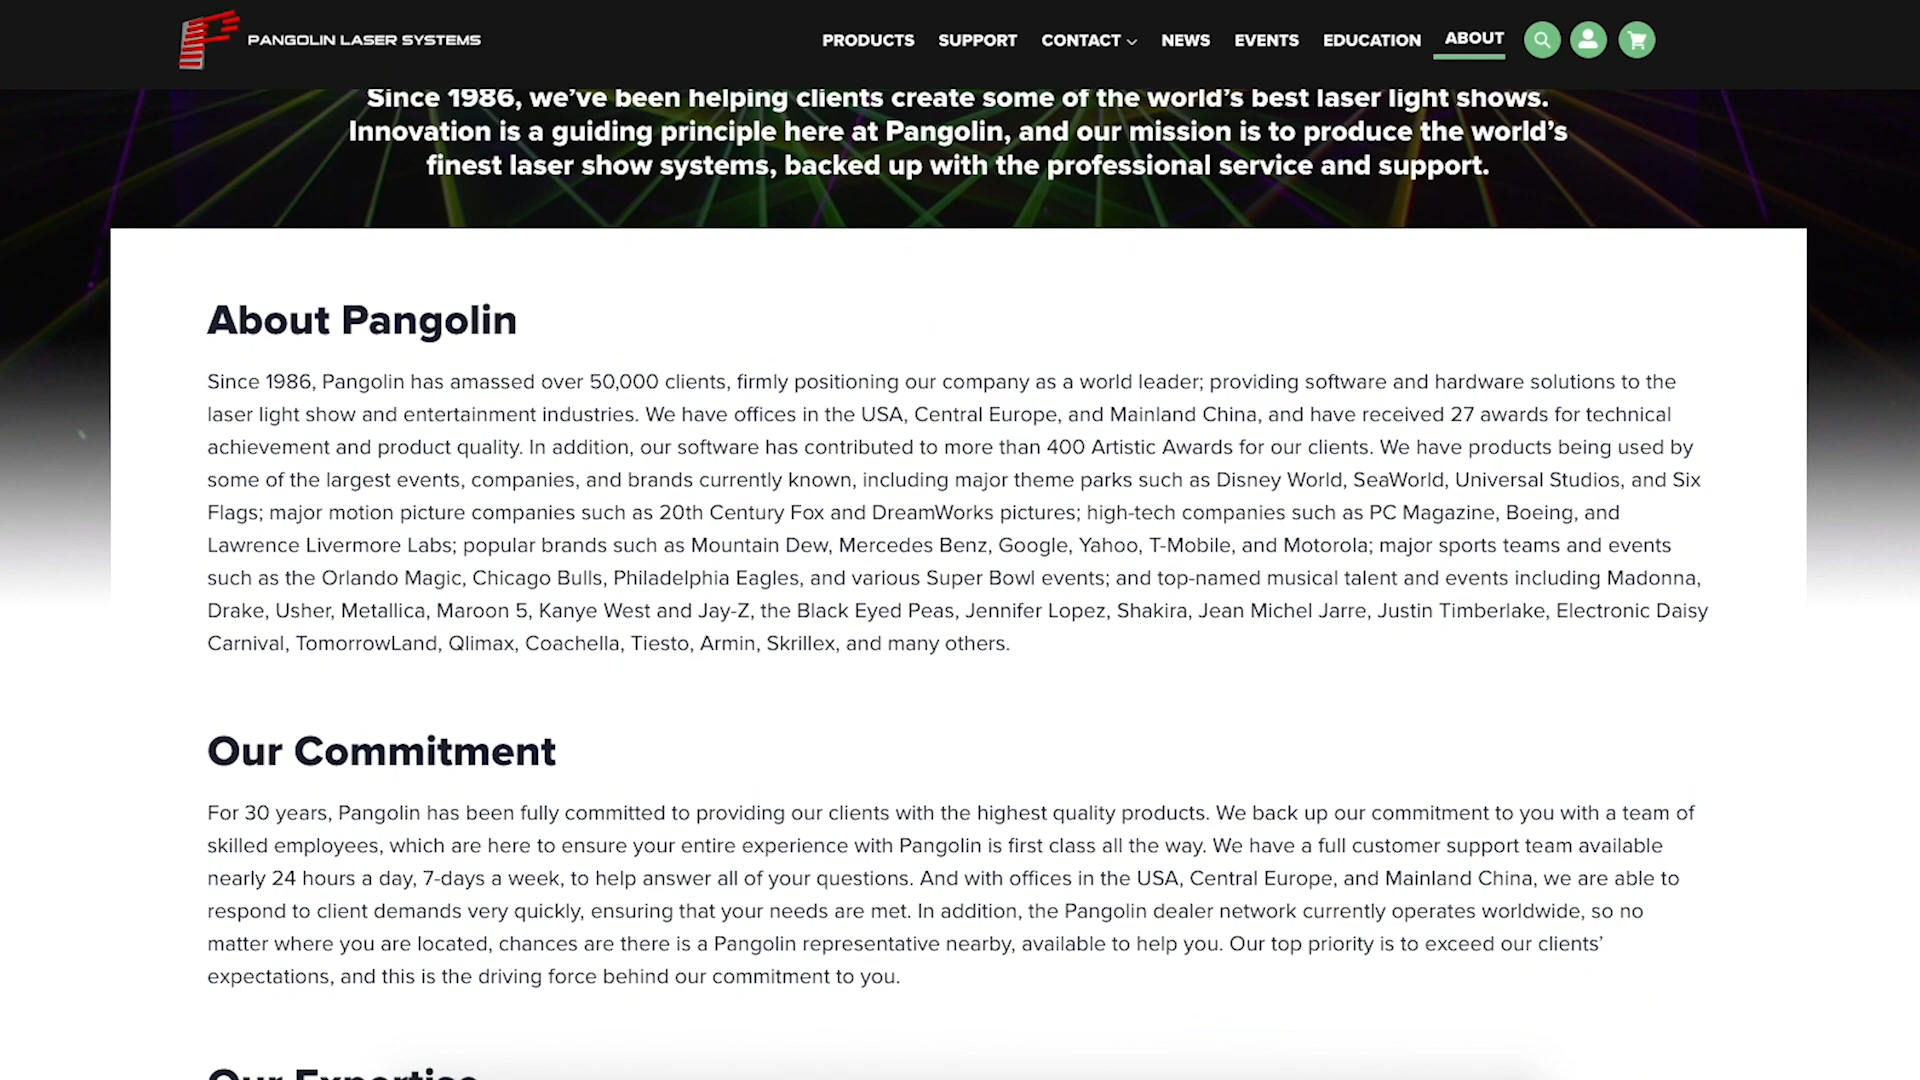 PANGOLIN LASER SYSTEMS
PRODUCTS SUPPORT CONTACT NEWS EVENTS EDUCATION ABOUT
Since 1986, we’ve been helping clients create some of the world’s best laser light shows.
Innovation is a guiding principle here at Pangolin, and our mission is to produce the world’s
finest laser show systems, backed up with the professional service and support.
About Pangolin
Since 1986, Pangolin has amassed over 50,000 clients, firmly positioning our company as a world leader; providing software and hardware solutions to the
laser light show and entertainment industries. We have offices in the USA, Central Europe, and Mainland China, and have received 27 awards for technical
achievement and product quality. In addition, our software has contributed to more than 400 Artistic Awards for our clients. We have products being used by
some of the largest events, companies, and brands currently known, including major theme parks such as Disney World, SeaWorld, Universal Studios, and Six
Flags; major motion picture companies such as 20th Century Fox and DreamWorks pictures; high-tech companies such as PC Magazine, Boeing, and
Lawrence Livermore Labs; popular brands such as Mountain Dew, Mercedes Benz, Google, Yahoo, T-Mobile, and Motorola; major sports teams and events
such as the Orlando Magic, Chicago Bulls, Philadelphia Eagles, and various Super Bowl events; and top-named musical talent and events including Madonna,
Drake, Usher, Metallica, Maroon 5, Kanye West and Jay-Z, the Black Eyed Peas, Jennifer Lopez, Shakira, Jean Michel Jarre, Justin Timberlake, Electronic Daisy
Carnival, TomorrowLand, Qlimax, Coachella, Tiesto, Armin, Skrillex, and many others.
Our Commitment
For 30 years, Pangolin has been fully committed to providing our clients with the highest quality products. We back up our commitment to you with a team of
skilled employees, which are here to ensure your entire experience with Pangolin is first class all the way. We have a full customer support team available
nearly 24 hours a day, 7-days a week, to help answer all of your questions. And with offices in the USA, Central Europe, and Mainland China, we are able to
respond to client demands very quickly, ensuring that your needs are met. In addition, the Pangolin dealer network currently operates worldwide, so no
matter where you are located, chances are there is a Pangolin representative nearby, available to help you. Our top priority is to exceed our clients’
expectations, and this is the driving force behind our commitment to you.
Our Expertise